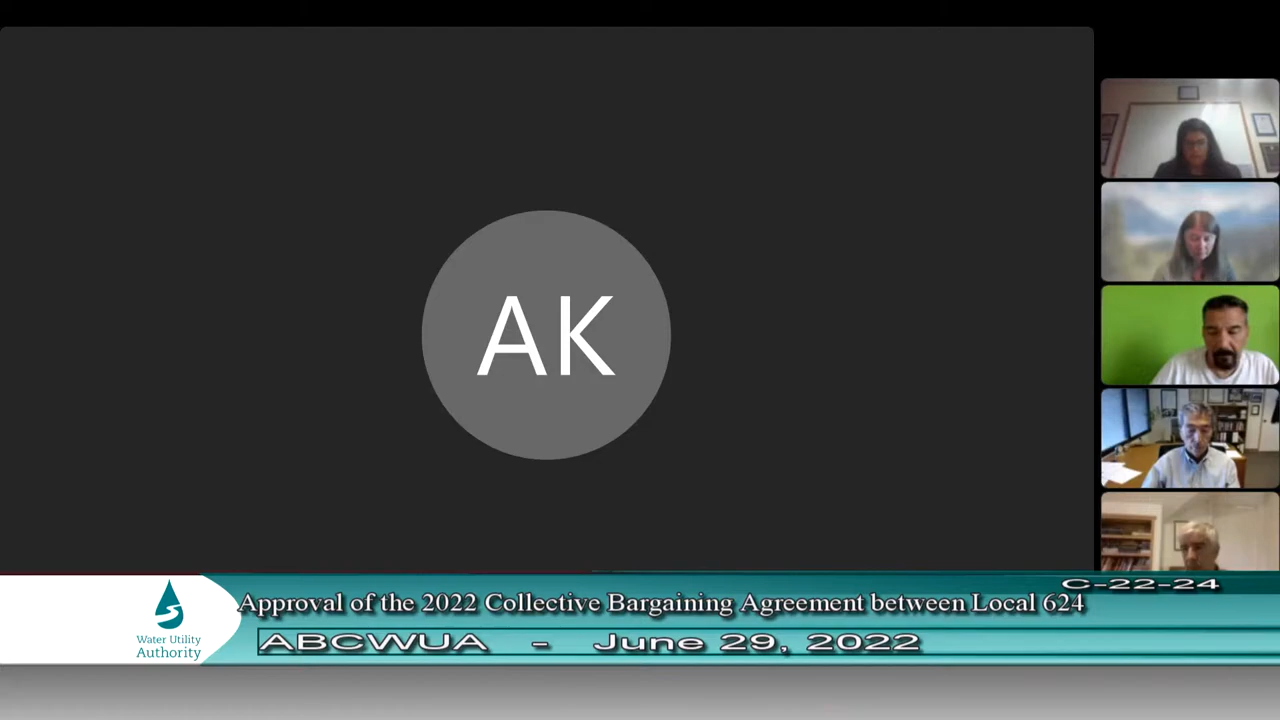 AK
C-22-24
Approval of the 2022 Collective Bargaining Agreement between Local 624
ABCWUA - June 29, 2022
Water Utility
Authority